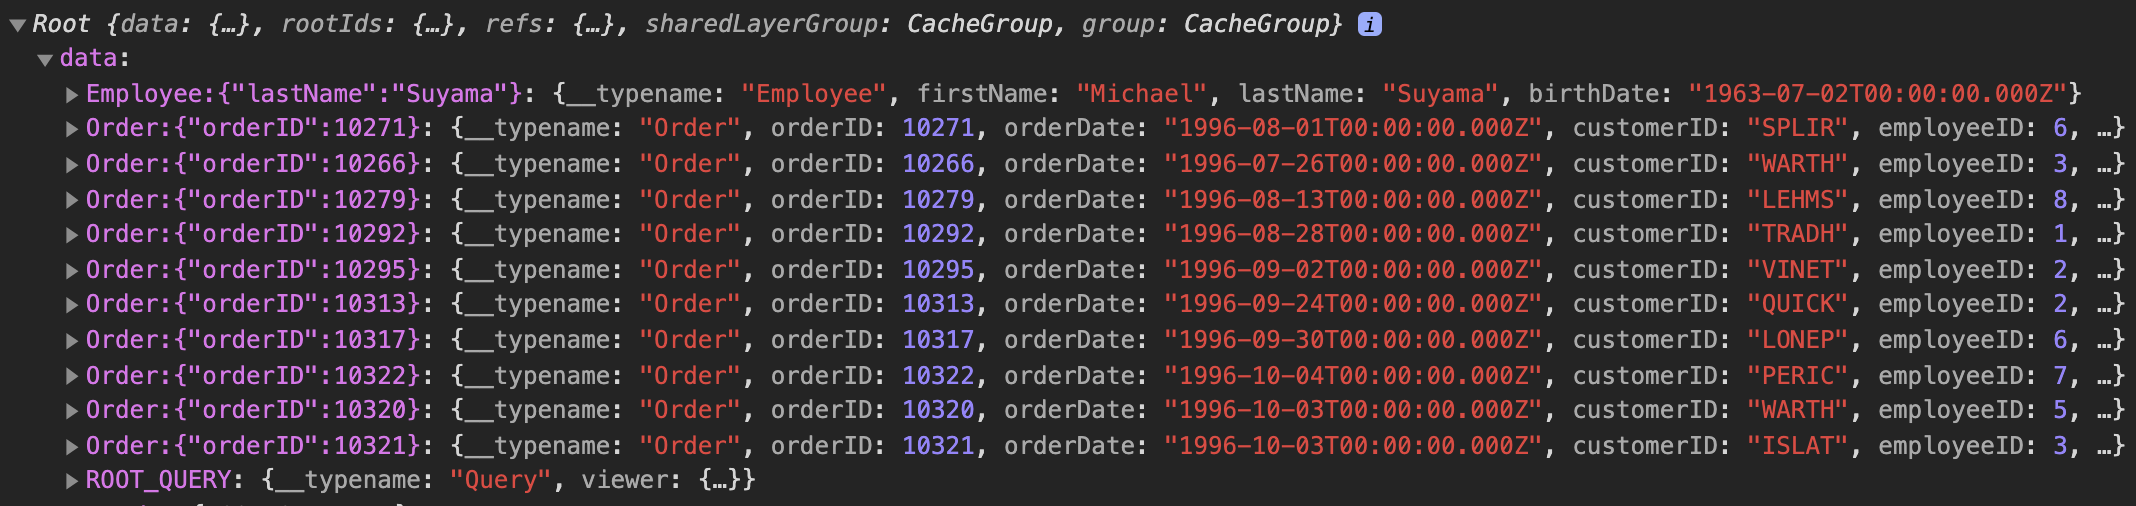 Root {data: {…}, rootIds: {…}, refs: {…}, sharedLayerGroup: CacheGroup, group: CacheGroup} i
data:
Employee:{"lastName":"Suyama"}: {__typename: "Employee", firstName: "Michael", lastName: "Suyama", birthDate: "1963-07-02T00:00:00.000Z"}
Order:{"orderID":10271}: {__typename: "Order", orderID: 10271, orderDate: "1996-08-01T00:00:00.000Z", customerID: "SPLIR", employeeID: 6, …}
Order:{"orderID":10266}: {__typename: "Order", orderID: 10266, orderDate: "1996-07-26T00:00:00.000Z", customerID: "WARTH", employeeID: 3, …}
Order:{"orderID":10279}: {__typename: "Order", orderID: 10279, orderDate: "1996-08-13T00:00:00.000Z", customerID: "LEHMS", employeeID: 8, …}
Order:{"orderID":10292}: {__typename: "Order", orderID: 10292, orderDate: "1996-08-28T00:00:00.000Z", customerID: "TRADH", employeeID: 1, …}
Order:{"orderID":10295}: {__typename: "Order", orderID: 10295, orderDate: "1996-09-02T00:00:00.000Z", customerID: "VINET", employeeID: 2, …}
Order:{"orderID":10313}: {__typename: "Order", orderID: 10313, orderDate: "1996-09-24T00:00:00.000Z", customerID: "QUICK", employeeID: 2, …}
Order:{"orderID":10317}: {__typename: "Order", orderID: 10317, orderDate: "1996-09-30T00:00:00.000Z", customerID: "LONEP", employeeID: 6, …}
Order:{"orderID":10322}: {__typename: "Order", orderID: 10322, orderDate: "1996-10-04T00:00:00.000Z", customerID: "PERIC", employeeID: 7, …}
Order:{"orderID":10320}: {__typename: "Order", orderID: 10320, orderDate: "1996-10-03T00:00:00.000Z", customerID: "WARTH", employeeID: 5, …}
Order:{"orderID":10321}: {__typename: "Order", orderID: 10321, orderDate: "1996-10-03T00:00:00.000Z", customerID: "ISLAT", employeeID: 3, …}
ROOT_QUERY: {__typename: "Query", viewer: {…}}